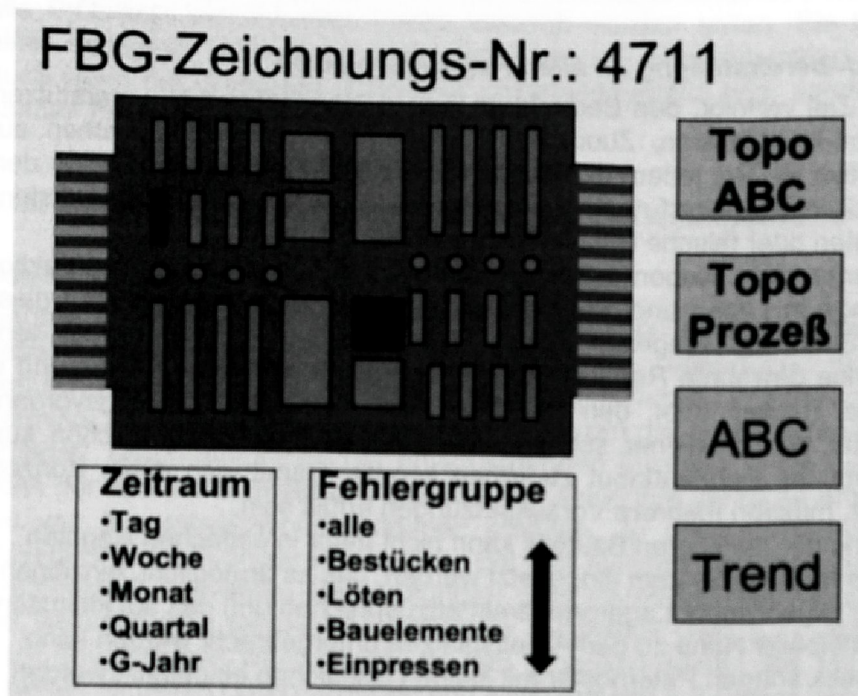 FBG-Zeichnungs-Nr.: 4711
Topo
ABC
Topo
Prozeß
ABC
Trend
Zeitraum
•Tag
•Woche
•Monat
•Quartal
•G-Jahr
Fehlergruppe
•alle
•Bestücken
•Löten
•Bauelemente
•Einpressen